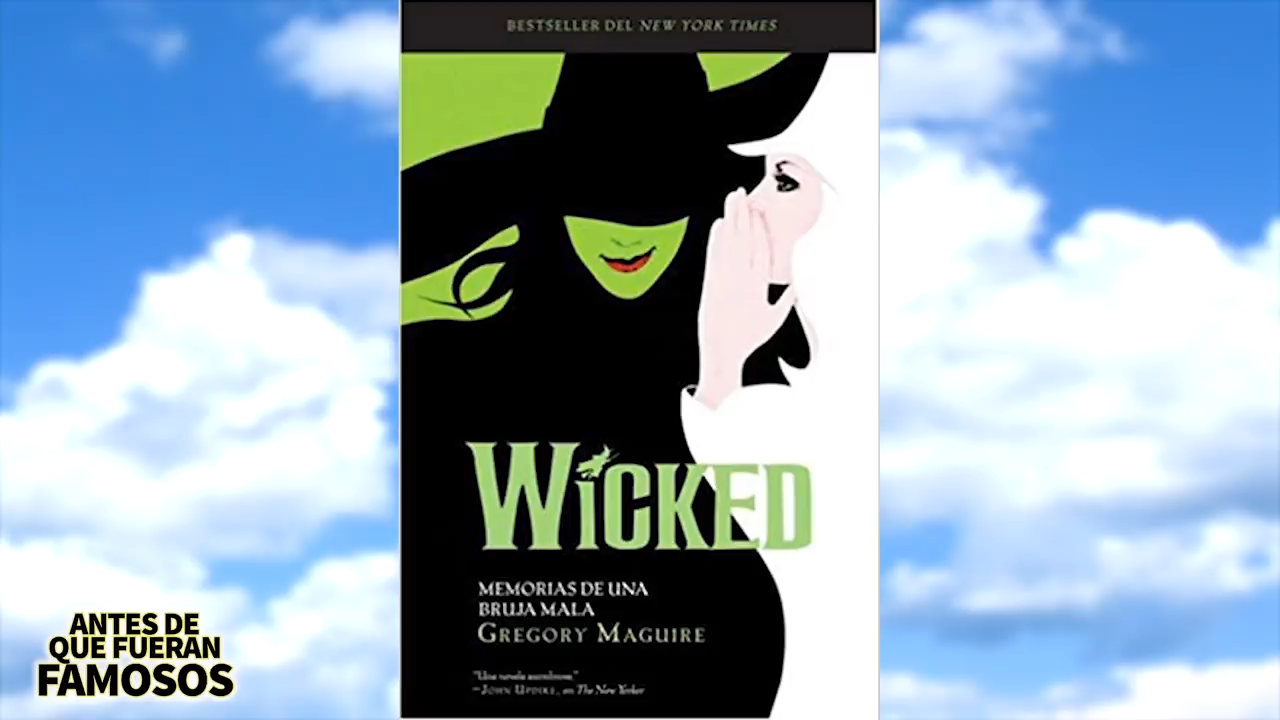 BESTSELLER DEL NEW YORK TIMES
WICKED
MEMORIAS DE UNA
BRUJA MALA
GREGORY MAGUIRE
"Una novela asombrosa."
—JOHN UPDIKE, en The New Yorker
ANTES DE
QUE FUERAN
FAMOSOS